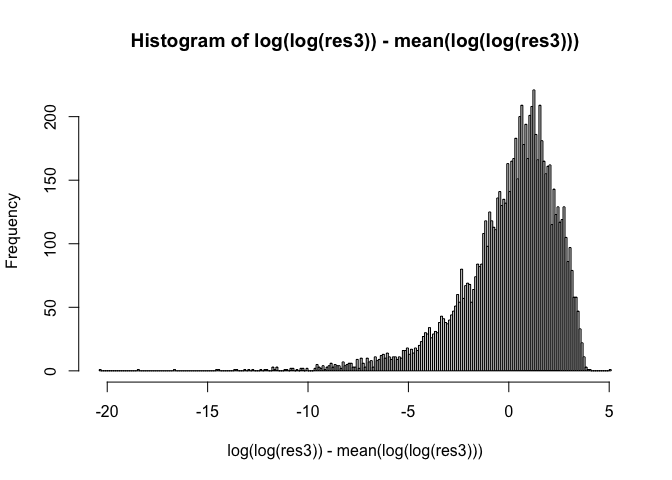 Histogram of log(log(res3)) - mean(log(log(res3)))
Frequency
200
150
100
50
0
-20 -15 -10 -5 0 5
log(log(res3)) - mean(log(log(res3)))